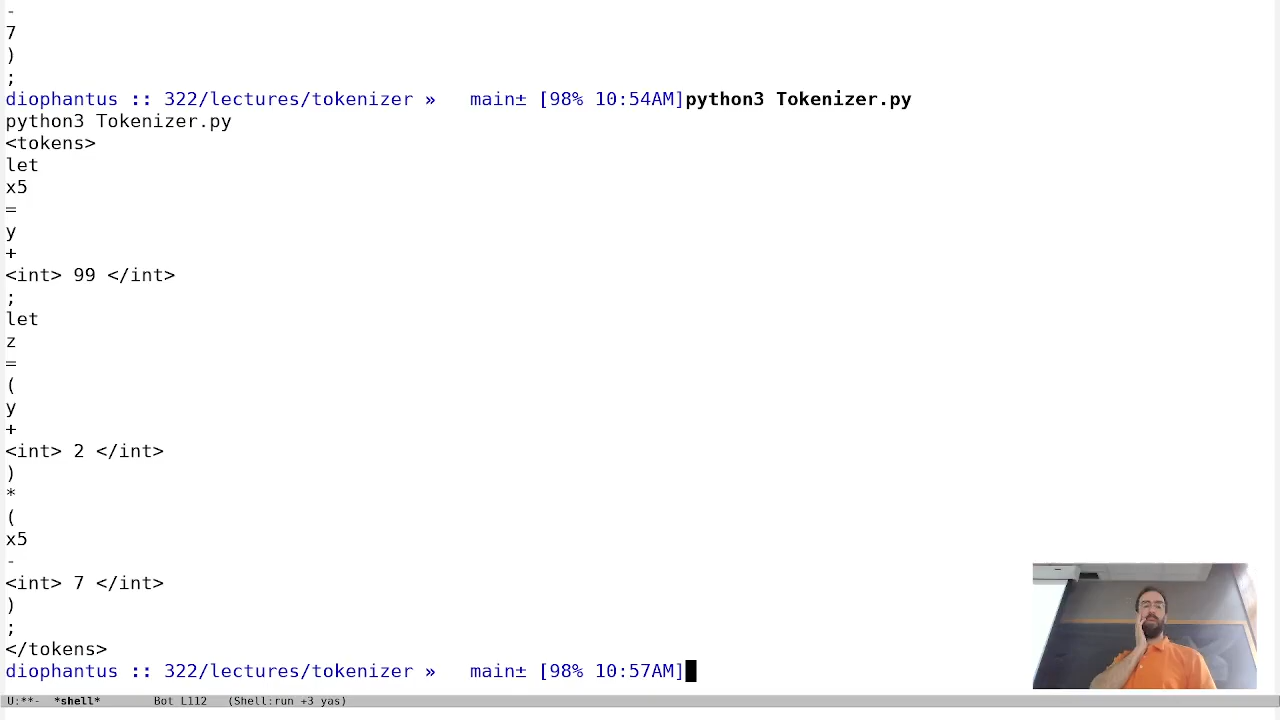 -
7
)
;
diophantus :: 322/lectures/tokenizer »   main± [98% 10:54AM]python3 Tokenizer.py
python3 Tokenizer.py
<tokens>
let
x5
=
y
+
<int> 99 </int>
;
let
z
=
(
y
+
<int> 2 </int>
)
*
(
x5
-
<int> 7 </int>
)
;
</tokens>
diophantus :: 322/lectures/tokenizer »   main± [98% 10:57AM]
U:**-  *shell*       Bot L112   (Shell:run +3 yas)